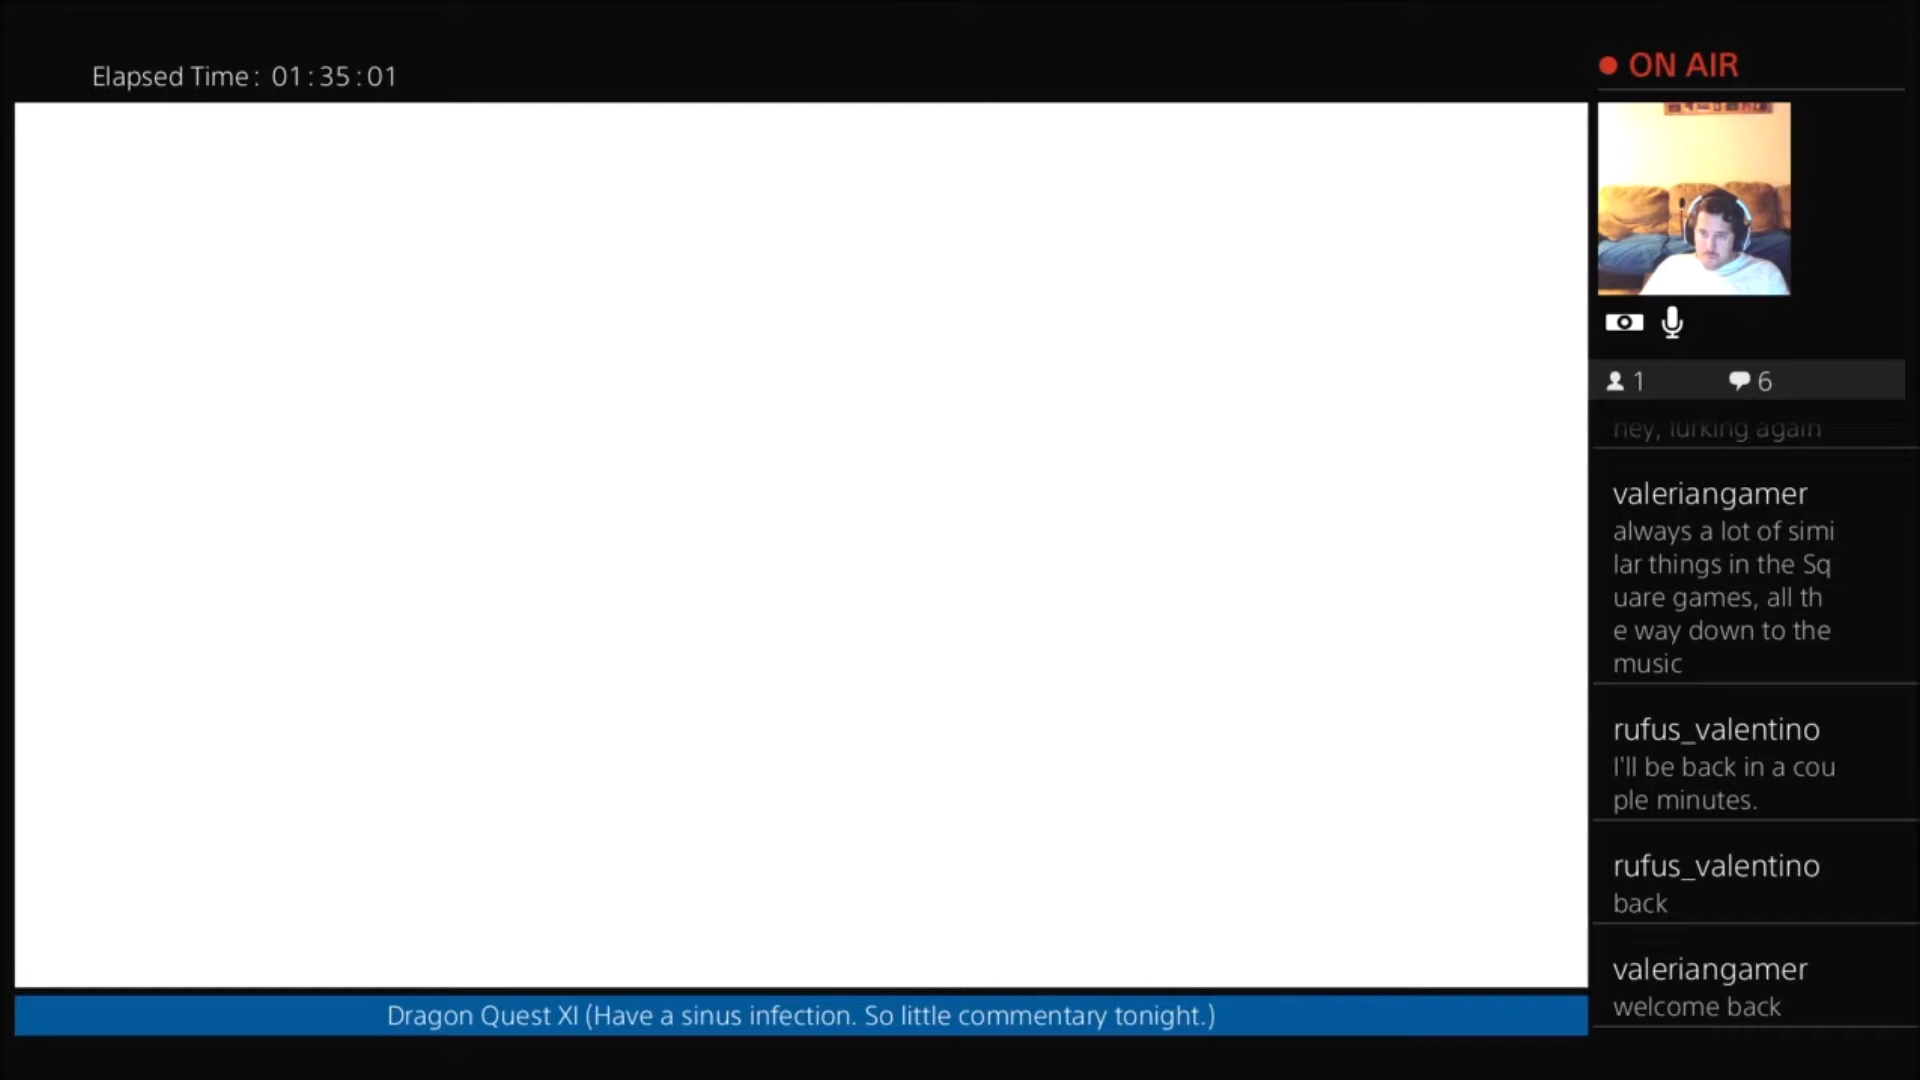 Elapsed Time: 01:35:01
ON AIR
1 6
hey, lurking again
valeriangamer
always a lot of simi
lar things in the Sq
uare games, all th
e way down to the
music
rufus_valentino
I'll be back in a cou
ple minutes.
rufus_valentino
back
valeriangamer
welcome back
Dragon Quest XI (Have a sinus infection. So little commentary tonight.)